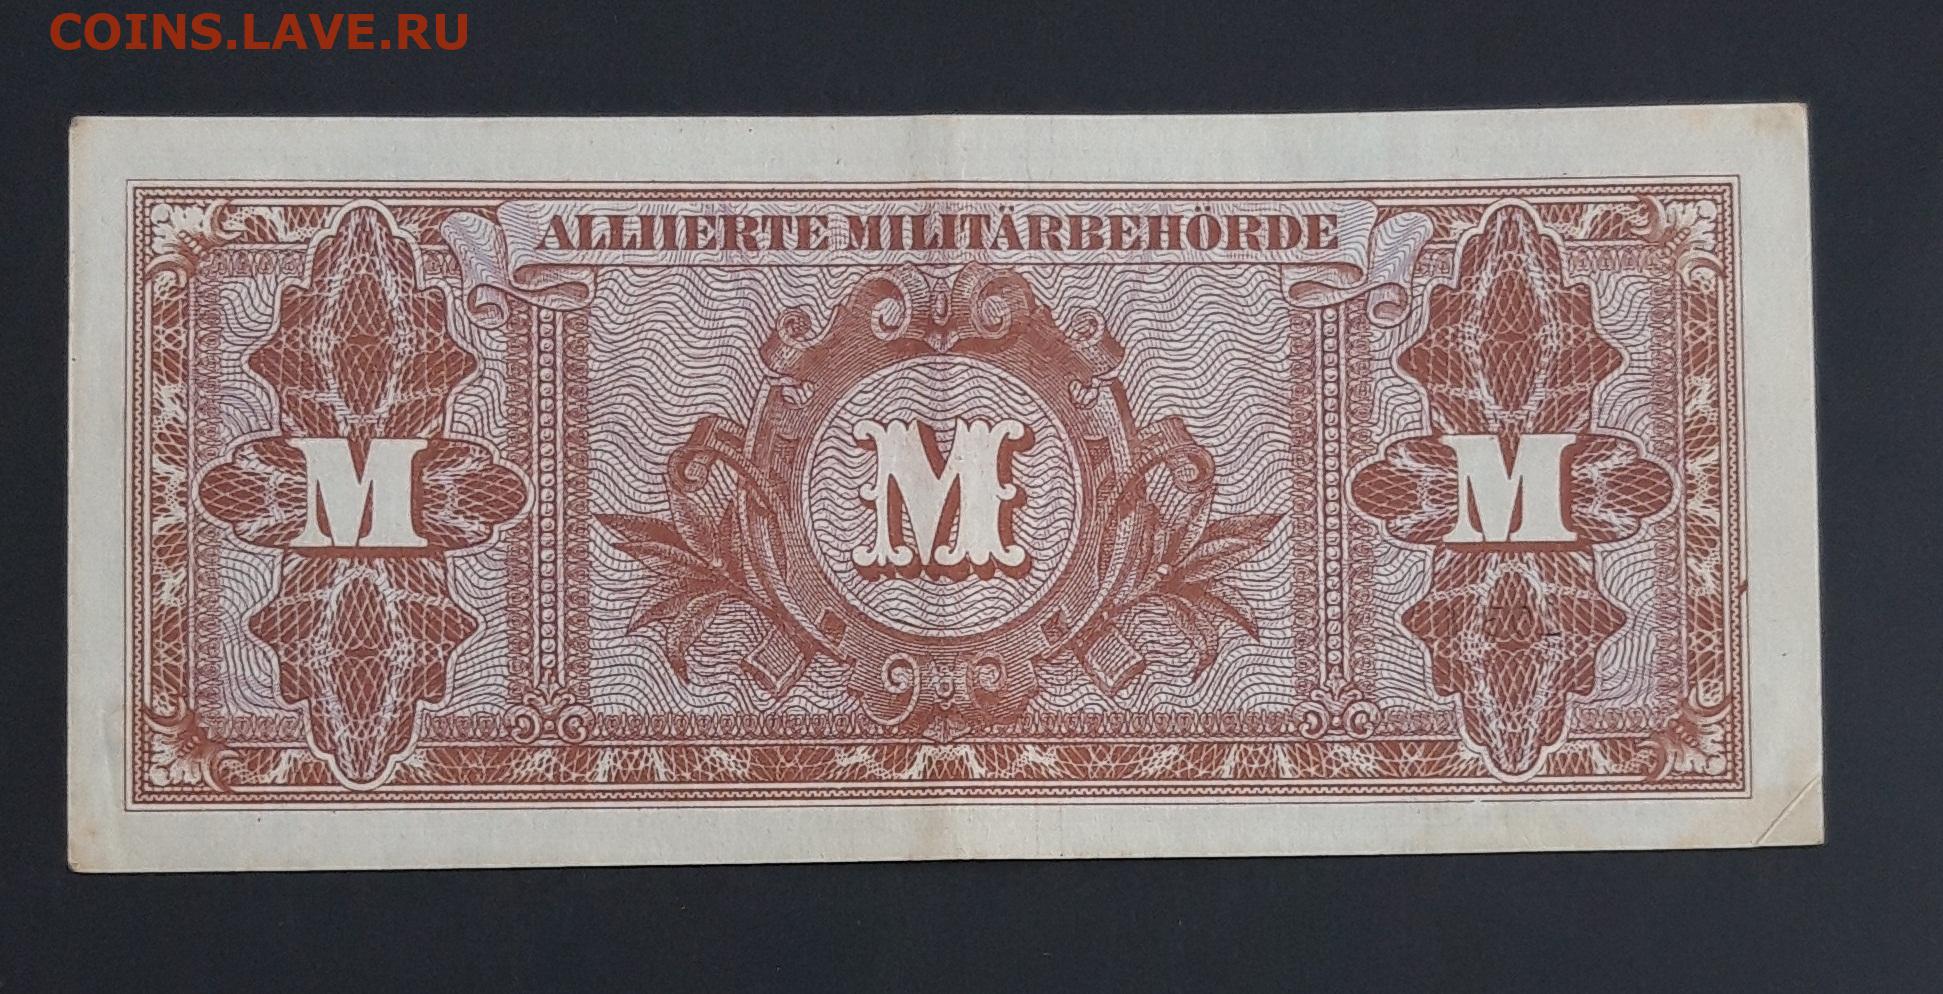 COINS.LAVE.RU
ALLIIERTE MILITÄRBEHÖRDE
M M M